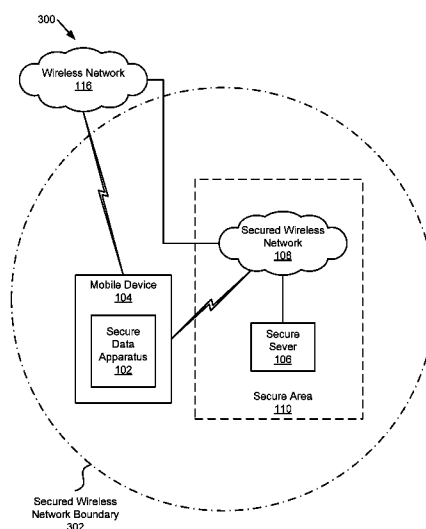 300
Wireless Network
116
Secured Wireless
Network
108
Mobile Device
104
Secure
Data
Apparatus
102
Secure
Sever
106
Secure Area
110
Secured Wireless
Network Boundary
302